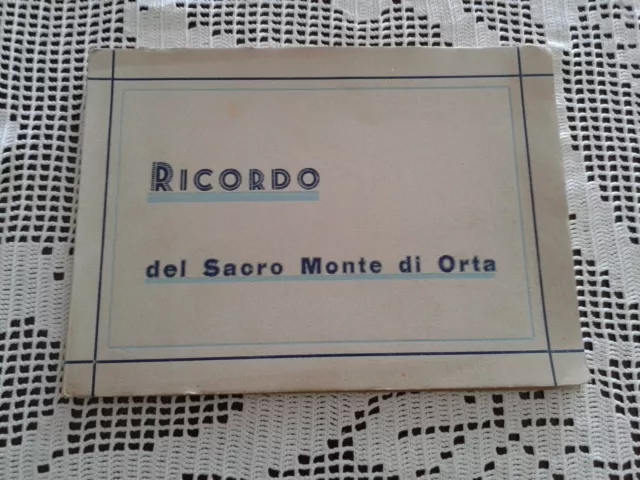 RICORDO
del Sacro Monte di Orta